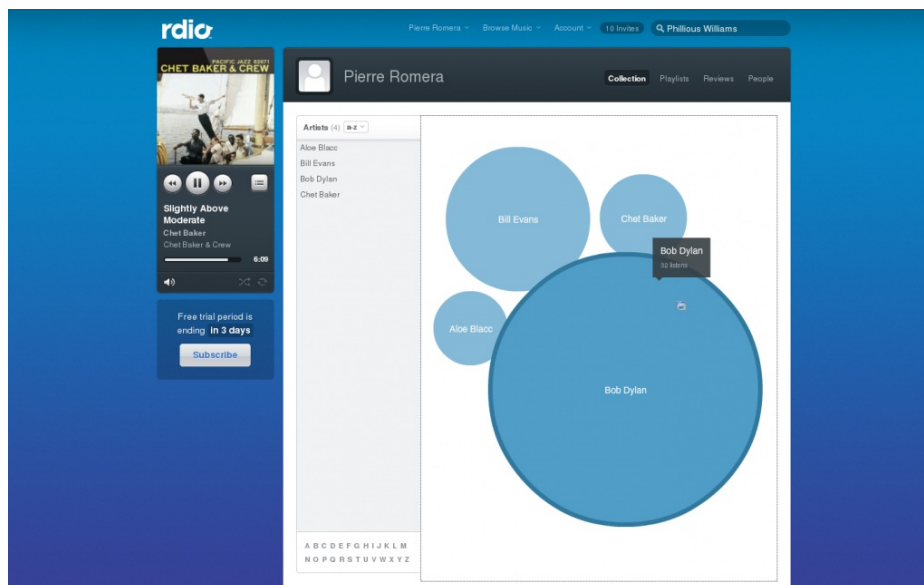 rdio
Pierre Romera Browse Music Account 10 Invites Phillious Williams
PACIFIC JAZZ 82671
CHET BAKER & CREW
Slightly Above
Moderate
Chet Baker
Chet Baker & Crew
6:09
Free trial period is
ending in 3 days
Subscribe
Pierre Romera
Collection Playlists Reviews People
Artists (4) a-z
Aloe Blacc
Bill Evans
Bob Dylan
Chet Baker
A B C D E F G H I J K L M
N O P Q R S T U V W X Y Z
Bill Evans
Chet Baker
Bob Dylan
Aloe Blacc
Bob Dylan